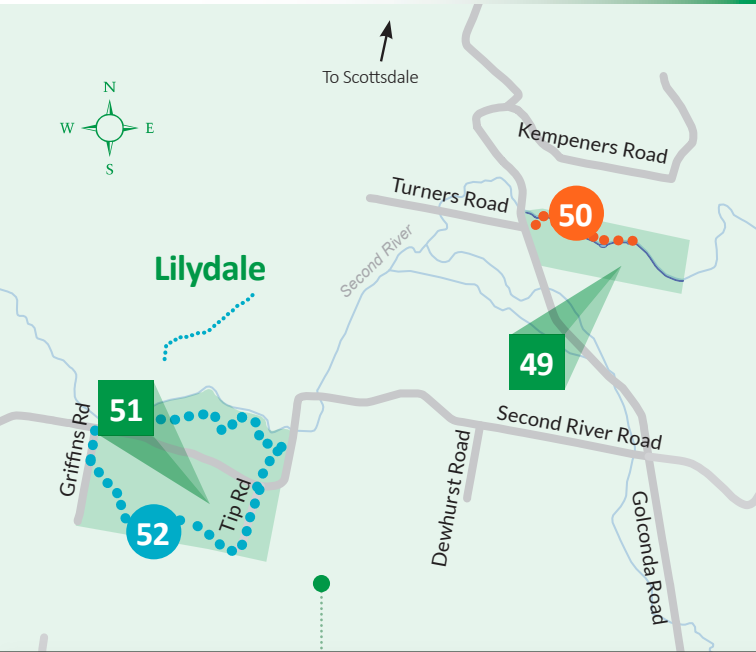 To Scottsdale
N
W
E
S
Kempeners Road
Turners Road
50
Second River
Lilydale
49
51
Griffins Rd
Second River Road
Dewhurst Road
Tip Rd
52
Golconda Road